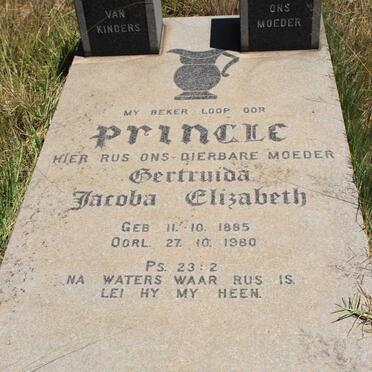 VAN
KINDERS
ONS
MOEDER
MY BEKER LOOP OOR
PRINCLE
HIER RUS ONS DIERBARE MOEDER
Gertruida
Jacoba Elizabeth
GEB 11. 10. 1885
OORL. 27. 10. 1980
PS. 23:2
NA WATERS WAAR RUS IS.
LEI HY MY HEEN.